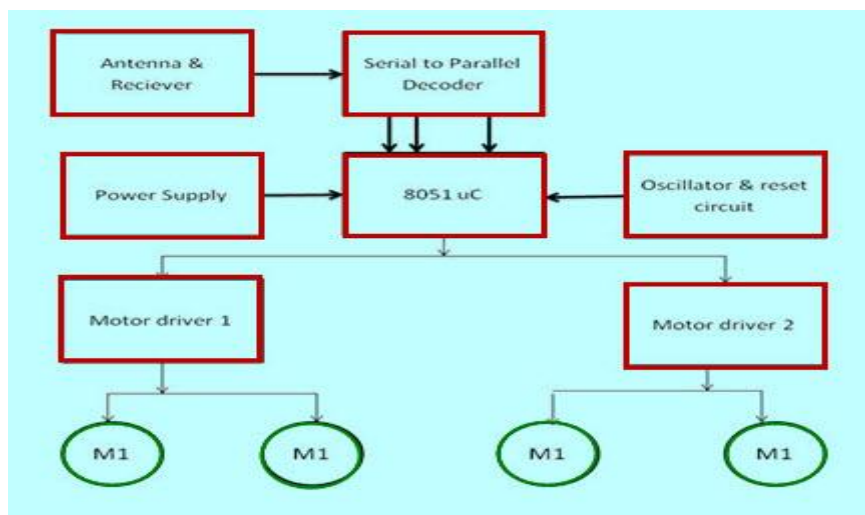 Antenna &
Reciever
Serial to Parallel
Decoder
Power Supply
8051 uC
Oscillator & reset
circuit
Motor driver 1
Motor driver 2
M1
M1
M1
M1